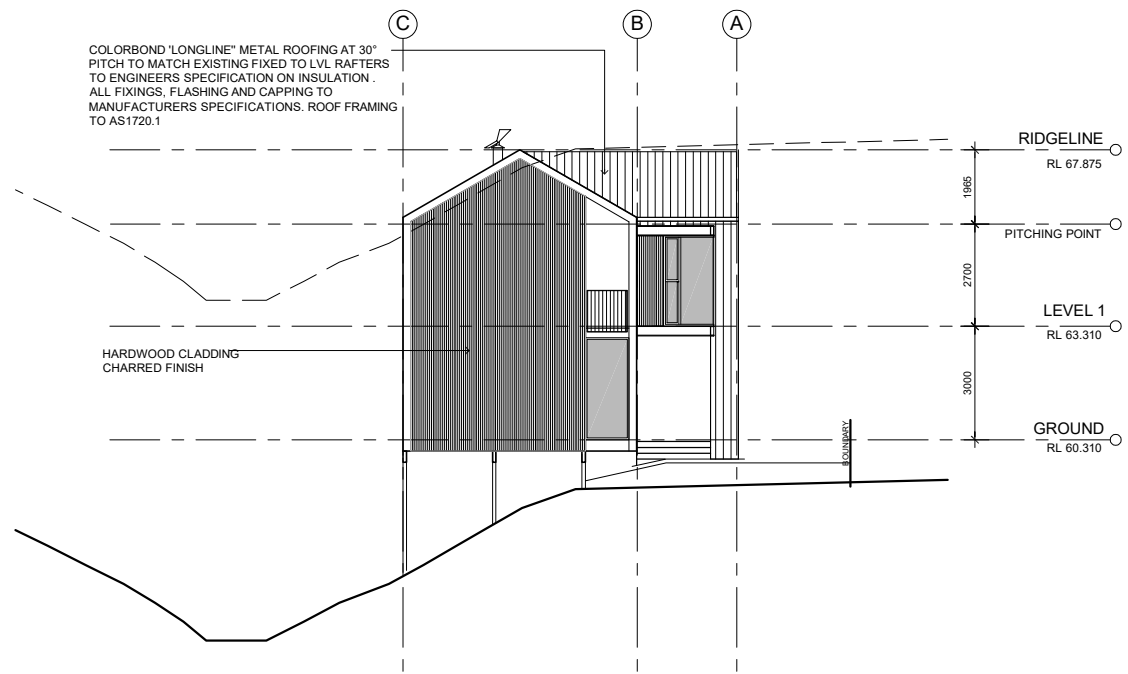 C
B
A
COLORBOND 'LONGLINE" METAL ROOFING AT 30°
PITCH TO MATCH EXISTING FIXED TO LVL RAFTERS
TO ENGINEERS SPECIFICATION ON INSULATION .
ALL FIXINGS, FLASHING AND CAPPING TO
MANUFACTURERS SPECIFICATIONS. ROOF FRAMING
TO AS1720.1
RIDGELINE
RL 67.875
1965
PITCHING POINT
2700
LEVEL 1
RL 63.310
HARDWOOD CLADDING
CHARRED FINISH
3000
GROUND
RL 60.310
BOUNDARY